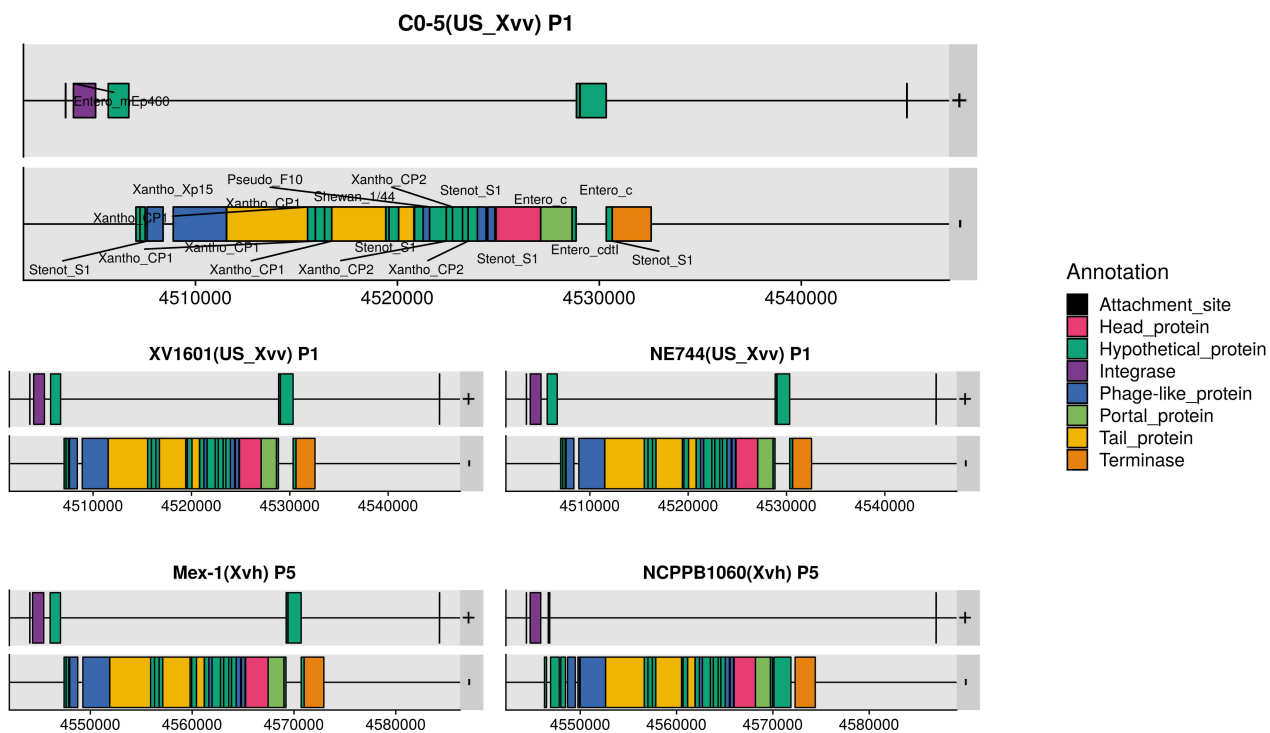 C0-5(US_Xvv) P1
Entero_mEp460
+
Pseudo_F10
Xantho_CP2
Xantho_Xp15
Shewan_1/44
Stenot_S1
Entero_c
Xantho_CP1
Xantho_CP1
Entero_c
-
Xantho_CP1
Stenot_S1
Entero_cdtI
Xantho_CP1
Stenot_S1
Stenot_S1
Stenot_S1
Xantho_CP1
Xantho_CP2
Xantho_CP2
4510000
4520000
4530000
4540000
XV1601(US_Xvv) P1
+
-
4510000
4520000
4530000
4540000
NE744(US_Xvv) P1
+
-
4510000
4520000
4530000
4540000
Mex-1(Xvh) P5
+
-
4550000
4560000
4570000
4580000
NCPPB1060(Xvh) P5
+
-
4550000
4560000
4570000
4580000
Annotation
Attachment_site
Head_protein
Hypothetical_protein
Integrase
Phage-like_protein
Portal_protein
Tail_protein
Terminase